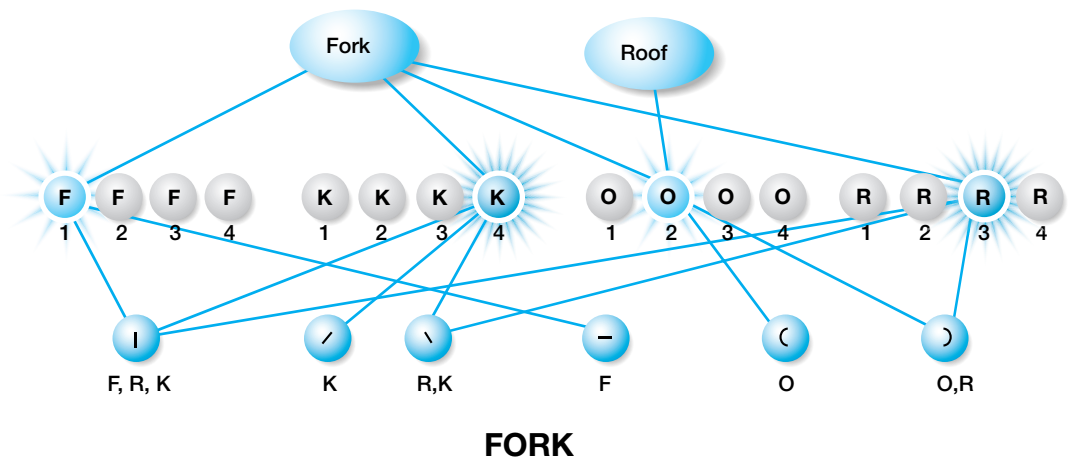 Fork Roof
F F F F K K K K O O O O R R R R
1 2 3 4 1 2 3 4 1 2 3 4 1 2 3 4
F, R, K K R,K F O O,R
FORK